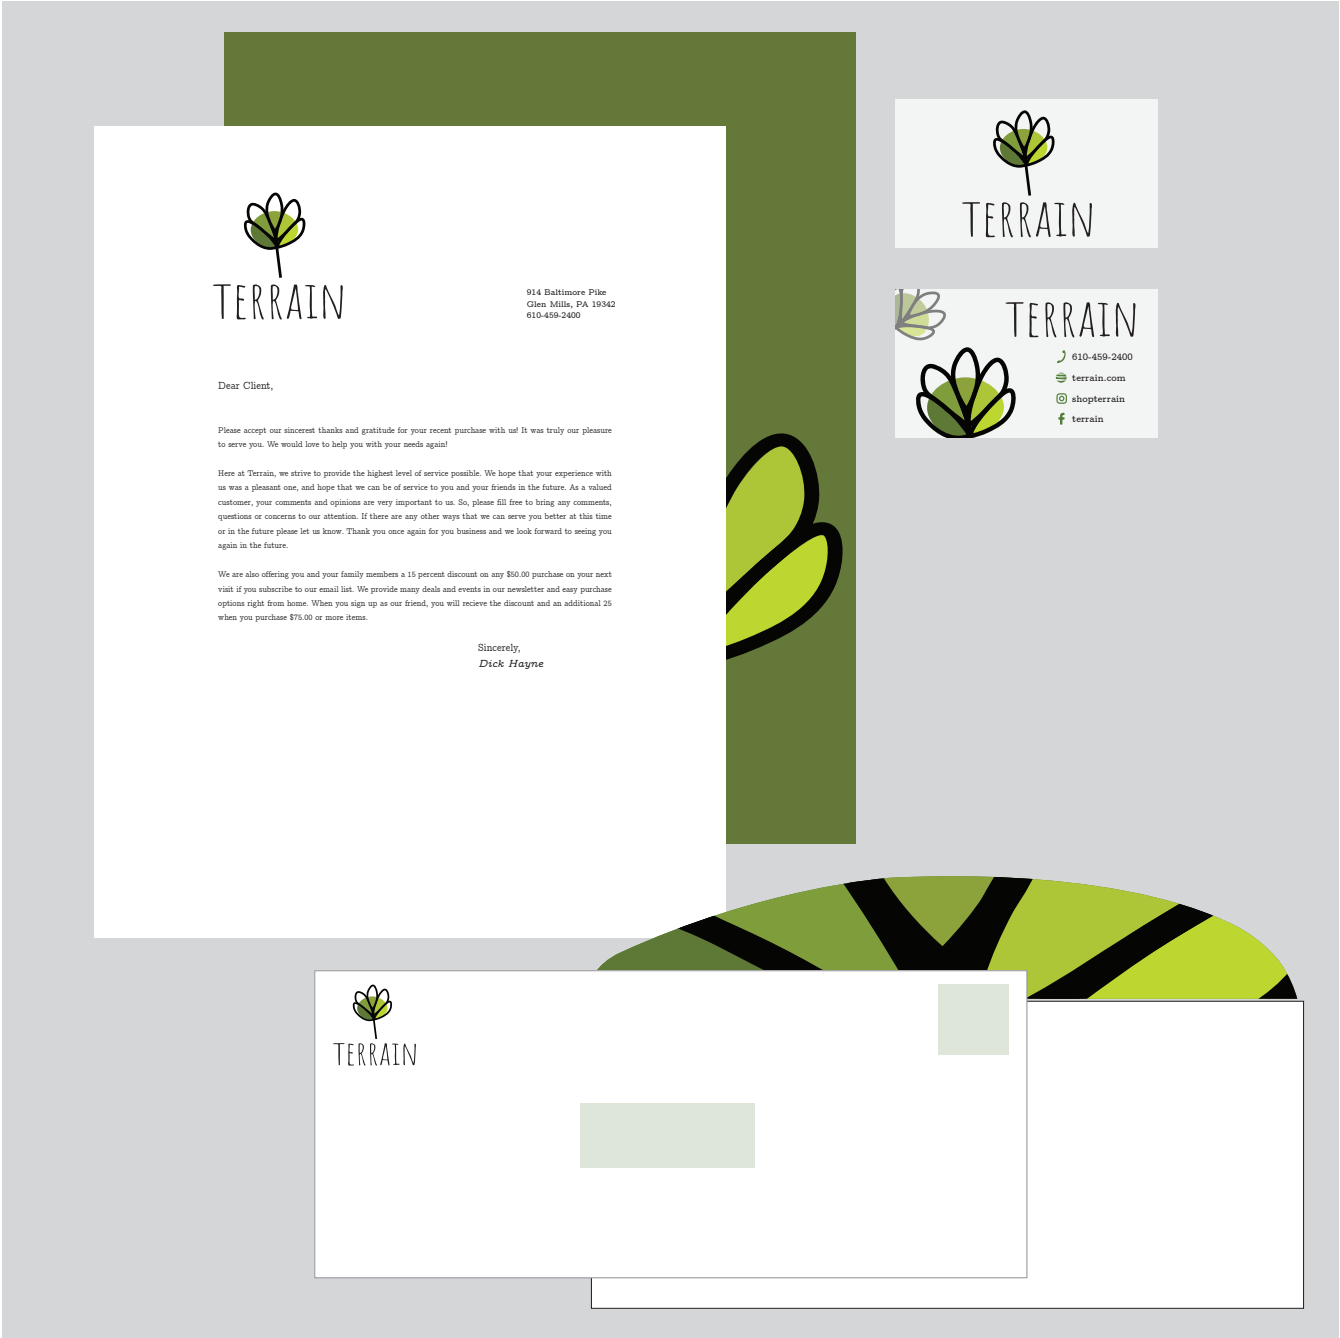 TERRAIN
914 Baltimore Pike
Glen Mills, PA 19342
610-459-2400
Dear Client,
Please accept our sincerest thanks and gratitude for your recent purchase with us! It was truly our pleasure
to serve you. We would love to help you with your needs again!
Here at Terrain, we strive to provide the highest level of service possible. We hope that your experience with
us was a pleasant one, and hope that we can be of service to you and your friends in the future. As a valued
customer, your comments and opinions are very important to us. So, please fill free to bring any comments,
questions or concerns to our attention. If there are any other ways that we can serve you better at this time
or in the future please let us know. Thank you once again for you business and we look forward to seeing you
again in the future.
We are also offering you and your family members a 15 percent discount on any $50.00 purchase on your next
visit if you subscribe to our email list. We provide many deals and events in our newsletter and easy purchase
options right from home. When you sign up as our friend, you will recieve the discount and an additional 25
when you purchase $75.00 or more items.
Sincerely,
Dick Hayne
TERRAIN
TERRAIN
610-459-2400
terrain.com
shopterrain
terrain
TERRAIN